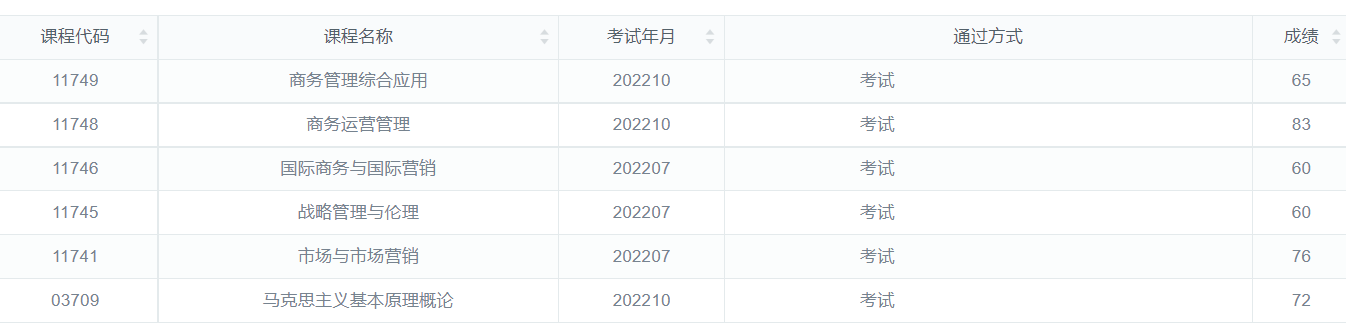 课程代码 课程名称 考试年月 通过方式 成绩
11749 商务管理综合应用 202210 考试 65
11748 商务运营管理 202210 考试 83
11746 国际商务与国际营销 202207 考试 60
11745 战略管理与伦理 202207 考试 60
11741 市场与市场营销 202207 考试 76
03709 马克思主义基本原理概论 202210 考试 72